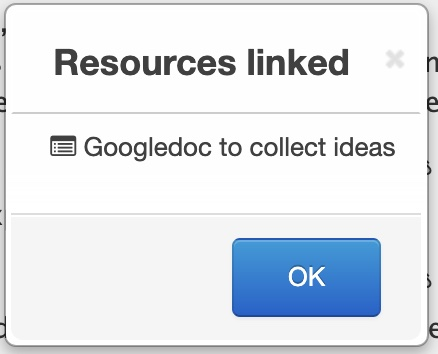 Resources linked
Googledoc to collect ideas
OK